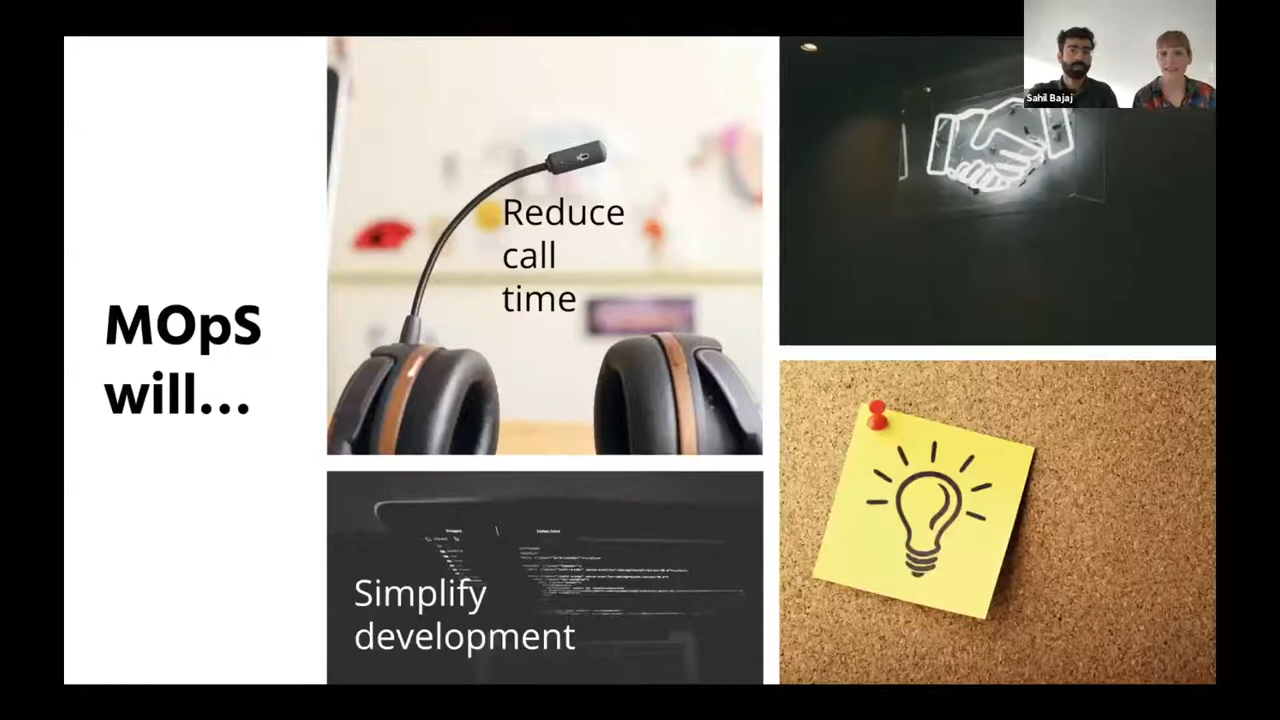 MOpS
will...
Reduce
call
time
Simplify
development
Sahil Bajaj